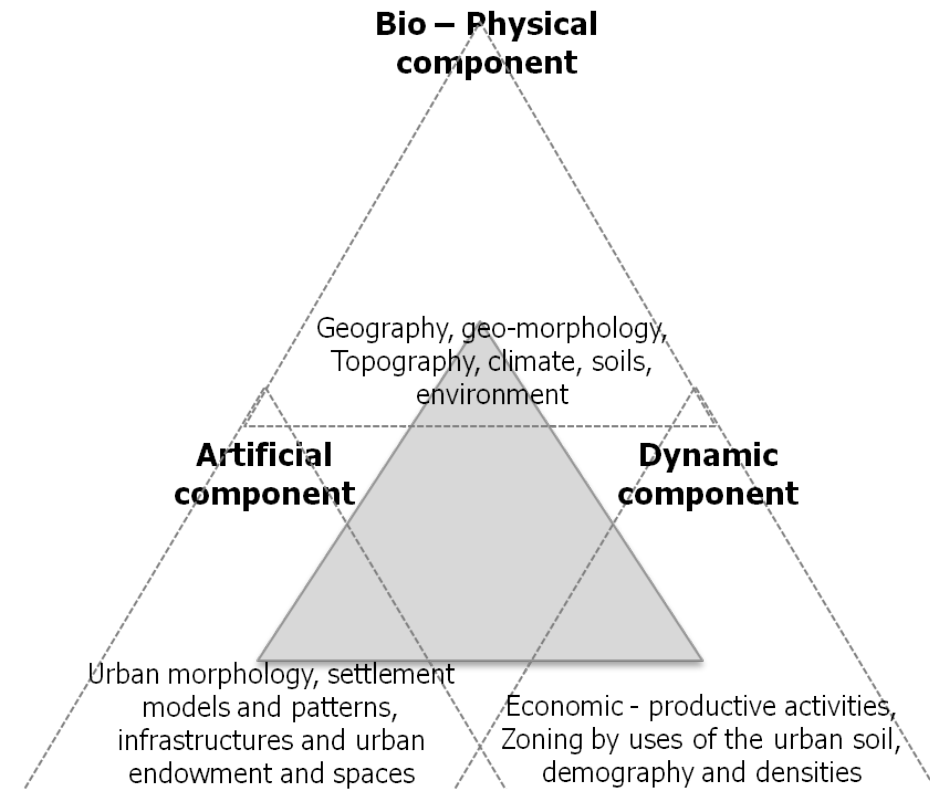 Bio – Physical
component
Geography, geo-morphology,
Topography, climate, soils,
environment
Artificial
component
Dynamic
component
Urban morphology, settlement
models and patterns,
infrastructures and urban
endowment and spaces
Economic - productive activities,
Zoning by uses of the urban soil,
demography and densities